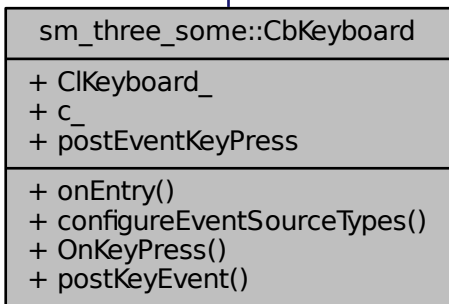 sm_three_some::CbKeyboard
+ ClKeyboard_
+ c_
+ postEventKeyPress
+ onEntry()
+ configureEventSourceTypes()
+ OnKeyPress()
+ postKeyEvent()